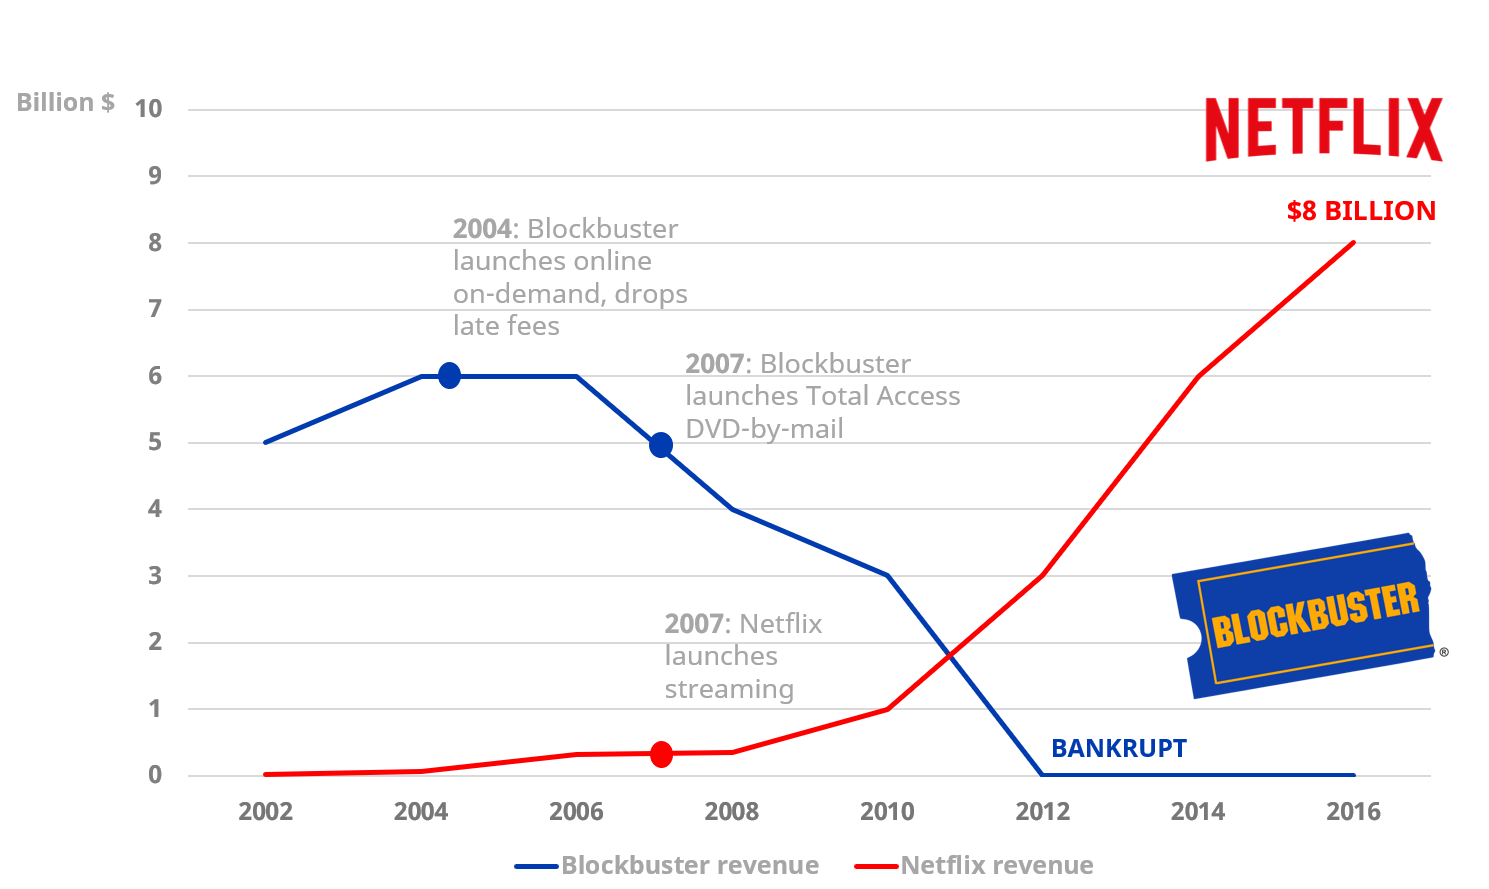 Billion $
10
NETFLIX
9
$8 BILLION
2004: Blockbuster
launches online
on-demand, drops
late fees
8
7
2007: Blockbuster
launches Total Access
DVD-by-mail
6
5
4
3
BLOCKBUSTER
®
2007: Netflix
launches
streaming
2
1
BANKRUPT
0
2002 2004 2006 2008 2010 2012 2014 2016
Blockbuster revenue Netflix revenue